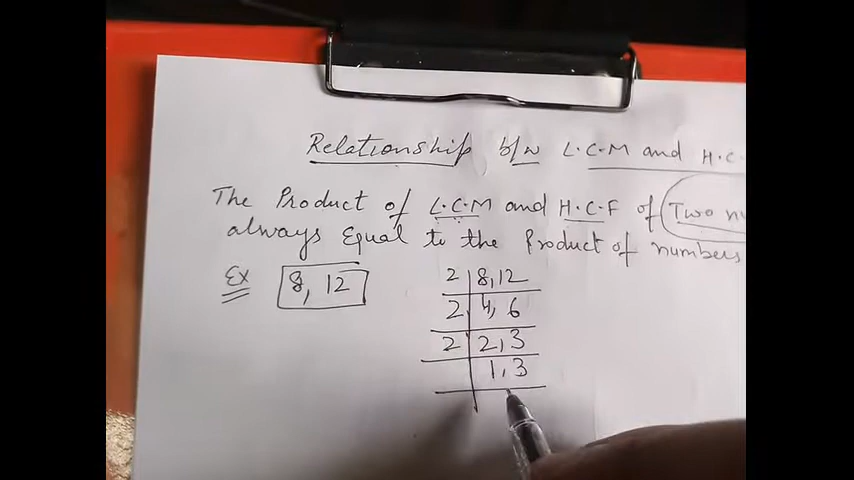 Relationship b/w L.C.M and H.C.
The Product of L.C.M and H.C.F of Two
always Equal to the Product of numbers
Ex 8, 12
2 8, 12
2 4, 6
2 2, 3
1, 3